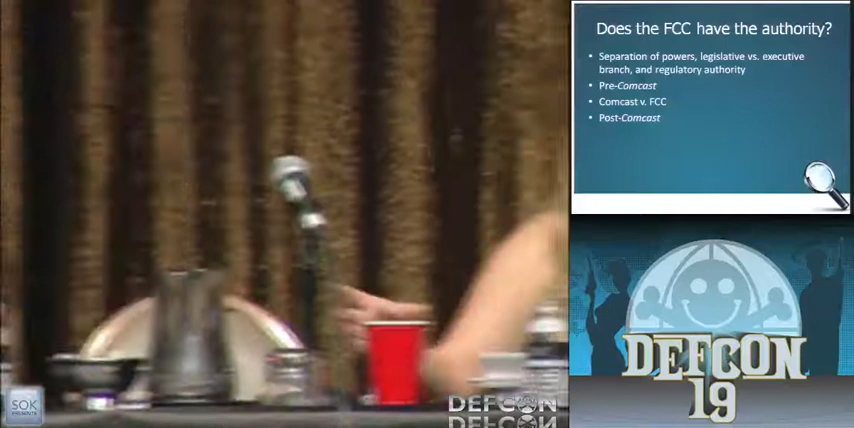 Does the FCC have the authority?
• Separation of powers, legislative vs. executive
branch, and regulatory authority
• Pre-Comcast
• Comcast v. FCC
• Post-Comcast
DEFCON
19
SOK
DEFCON